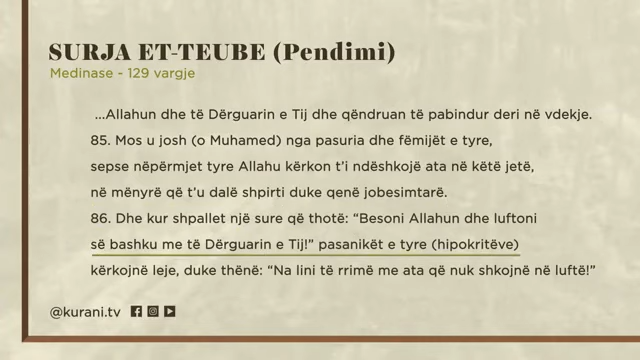 SURJA ET-TEUBE (Pendimi)
Medinase - 129 vargje
...Allahun dhe të Dërguarin e Tij dhe qëndruan të pabindur deri në vdekje.
85. Mos u josh (o Muhamed) nga pasuria dhe fëmijët e tyre,
sepse nëpërmjet tyre Allahu kërkon t’i ndëshkojë ata në këtë jetë,
në mënyrë që t’u dalë shpirti duke qenë jobesimtarë.
86. Dhe kur shpallet një sure që thotë: “Besoni Allahun dhe luftoni
së bashku me të Dërguarin e Tij!” pasanikët e tyre (hipokritëve)
kërkojnë leje, duke thënë: “Na lini të rrimë me ata që nuk shkojnë në luftë!”
@kurani.tv